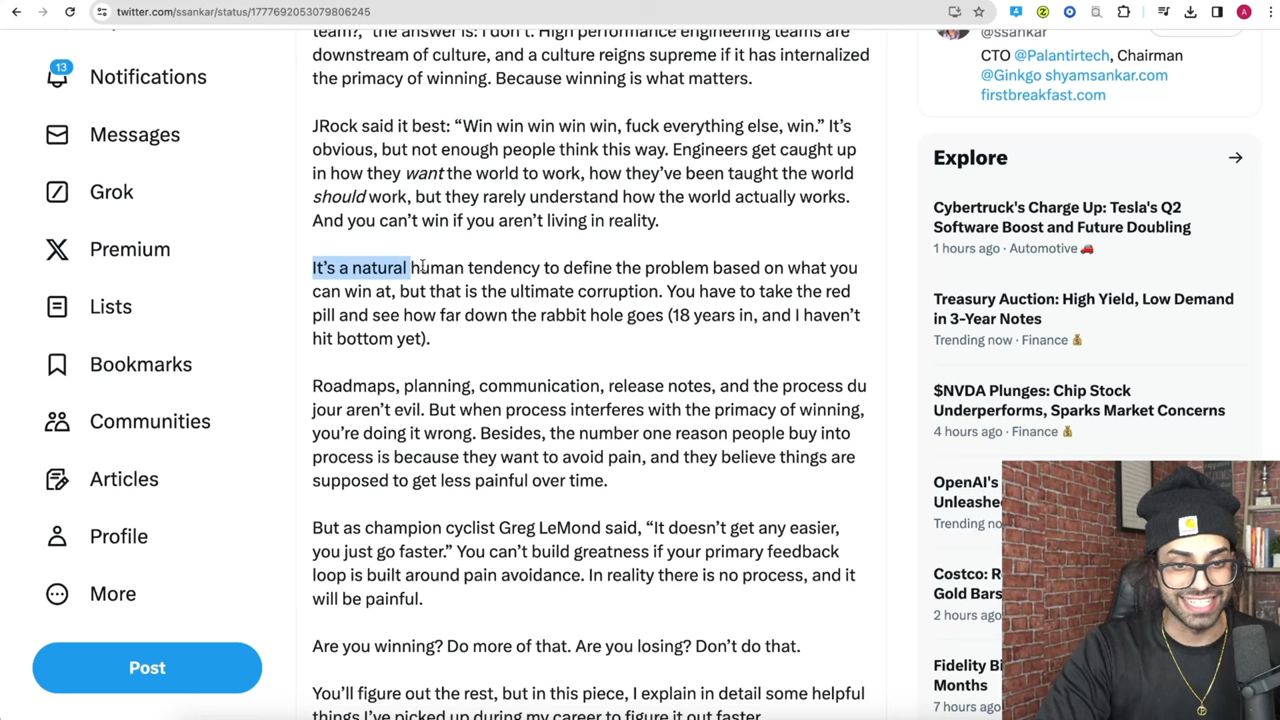 twitter.com/ssankar/status/1777692053079806245
A
13
Notifications
Messages
Grok
Premium
Lists
Bookmarks
Communities
Articles
Profile
More
Post
team?," the answer is: I don't. High performance engineering teams are
downstream of culture, and a culture reigns supreme if it has internalized
the primacy of winning. Because winning is what matters.
JRock said it best: “Win win win win win, fuck everything else, win.” It’s
obvious, but not enough people think this way. Engineers get caught up
in how they want the world to work, how they’ve been taught the world
should work, but they rarely understand how the world actually works.
And you can’t win if you aren’t living in reality.
It’s a natural human tendency to define the problem based on what you
can win at, but that is the ultimate corruption. You have to take the red
pill and see how far down the rabbit hole goes (18 years in, and I haven’t
hit bottom yet).
Roadmaps, planning, communication, release notes, and the process du
jour aren’t evil. But when process interferes with the primacy of winning,
you’re doing it wrong. Besides, the number one reason people buy into
process is because they want to avoid pain, and they believe things are
supposed to get less painful over time.
But as champion cyclist Greg LeMond said, “It doesn’t get any easier,
you just go faster.” You can’t build greatness if your primary feedback
loop is built around pain avoidance. In reality there is no process, and it
will be painful.
Are you winning? Do more of that. Are you losing? Don’t do that.
You’ll figure out the rest, but in this piece, I explain in detail some helpful
things I’ve picked up during my career to figure it out faster
@ssankar
CTO @Palantirtech, Chairman
@Ginkgo shyamsankar.com
firstbreakfast.com
Explore
Cybertruck's Charge Up: Tesla's Q2
Software Boost and Future Doubling
1 hours ago · Automotive 🚗
Treasury Auction: High Yield, Low Demand
in 3-Year Notes
Trending now · Finance 💰
$NVDA Plunges: Chip Stock
Underperforms, Sparks Market Concerns
4 hours ago · Finance 💰
OpenAI's
Unleashe
Trending no
Costco: R
Gold Bars
2 hours ago
Fidelity Bi
Months
7 hours ago